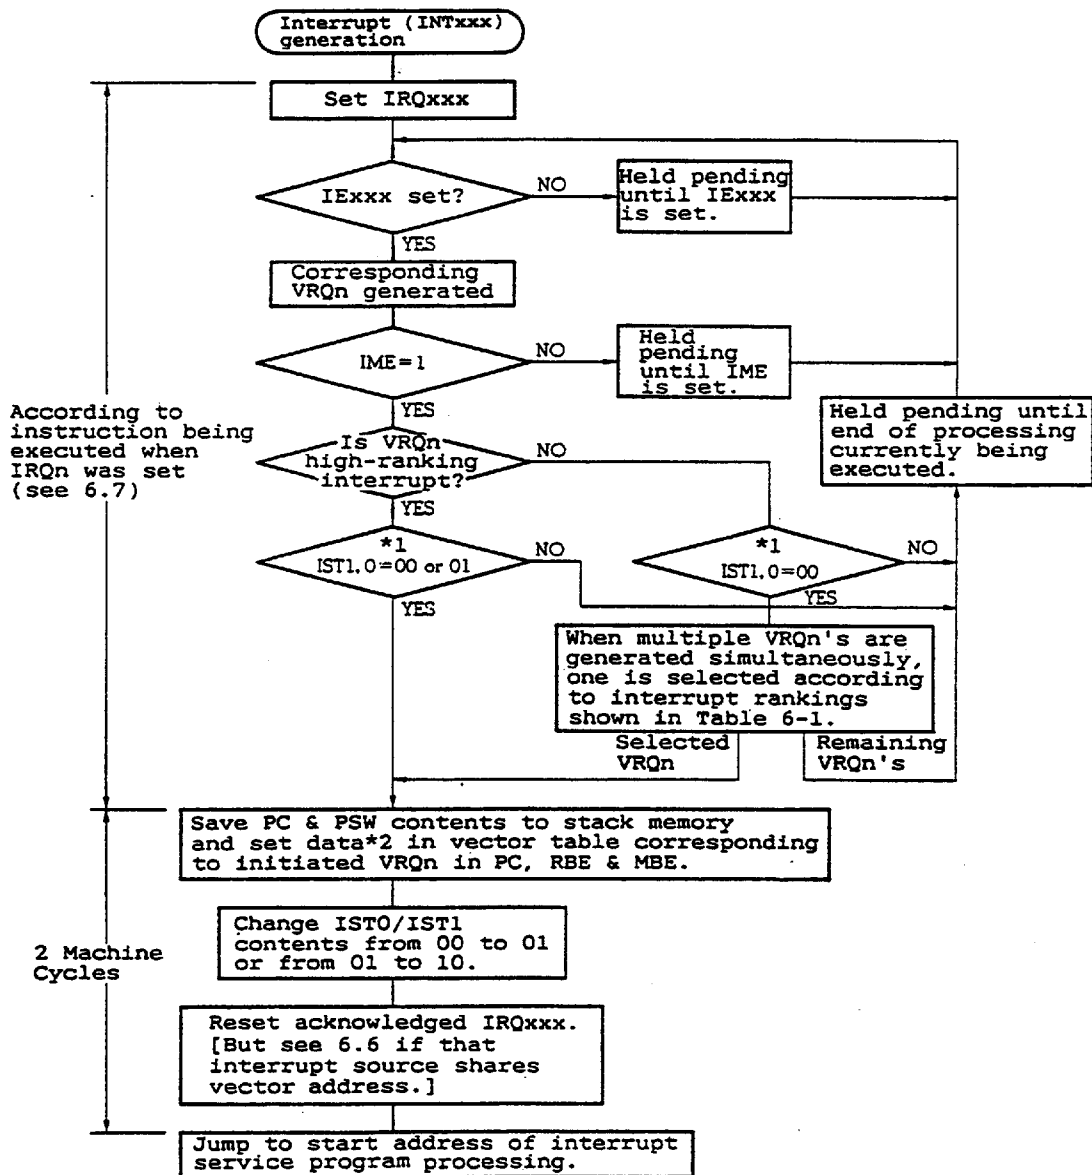 Interrupt (INTxxx)
generation
Set IRQxxx
IExxx set?
NO
Held pending
until IExxx
is set.
YES
Corresponding
VRQn generated
IME=1
NO
Held
pending
until IME
is set.
YES
According to
instruction being
executed when
IRQn was set
(see 6.7)
Held pending until
end of processing
currently being
executed.
Is VRQn
high-ranking
interrupt?
NO
YES
*1
IST1.0=00 or 01
NO
YES
*1
IST1.0=00
NO
YES
When multiple VRQn's are
generated simultaneously,
one is selected according
to interrupt rankings
shown in Table 6-1.
Selected
VRQn
Remaining
VRQn's
Save PC & PSW contents to stack memory
and set data*2 in vector table corresponding
to initiated VRQn in PC, RBE & MBE.
2 Machine
Cycles
Change IST0/IST1
contents from 00 to 01
or from 01 to 10.
Reset acknowledged IRQxxx.
[But see 6.6 if that
interrupt source shares
vector address.]
Jump to start address of interrupt
service program processing.